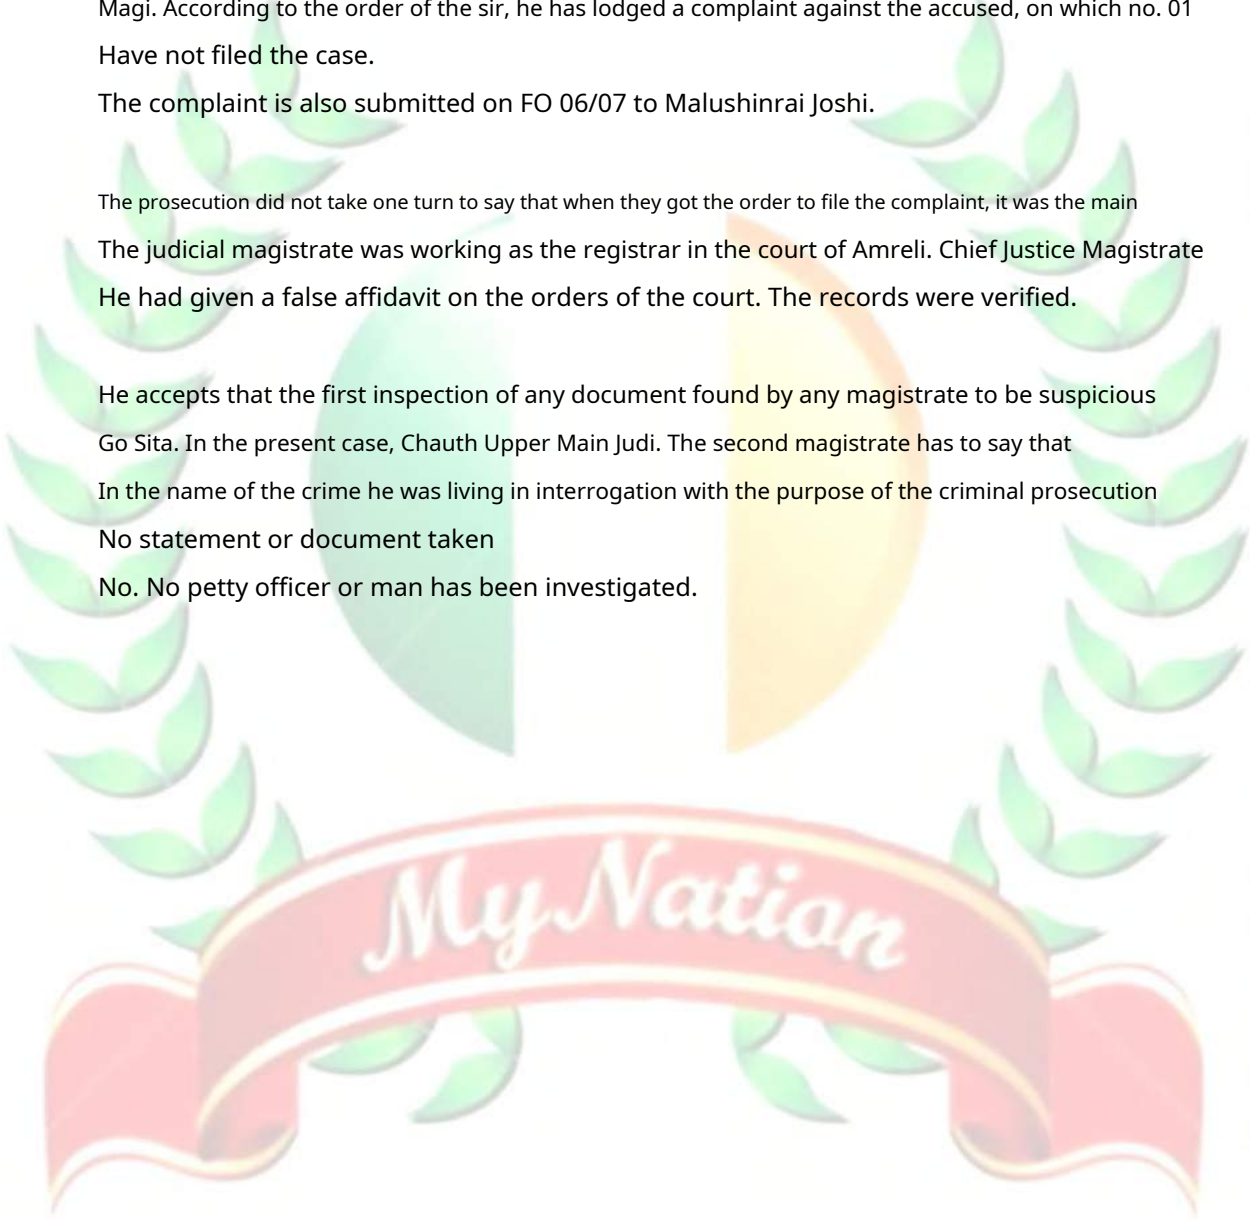 Magi. According to the order of the sir, he has lodged a complaint against the accused, on which no. 01
Have not filed the case.
The complaint is also submitted on FO 06/07 to Malushinrai Joshi.
The prosecution did not take one turn to say that when they got the order to file the complaint, it was the main
The judicial magistrate was working as the registrar in the court of Amreli. Chief Justice Magistrate
He had given a false affidavit on the orders of the court. The records were verified.
He accepts that the first inspection of any document found by any magistrate to be suspicious
Go Sita. In the present case, Chauth Upper Main Judi. The second magistrate has to say that
In the name of the crime he was living in interrogation with the purpose of the criminal prosecution
No statement or document taken
No. No petty officer or man has been investigated.
MyNation